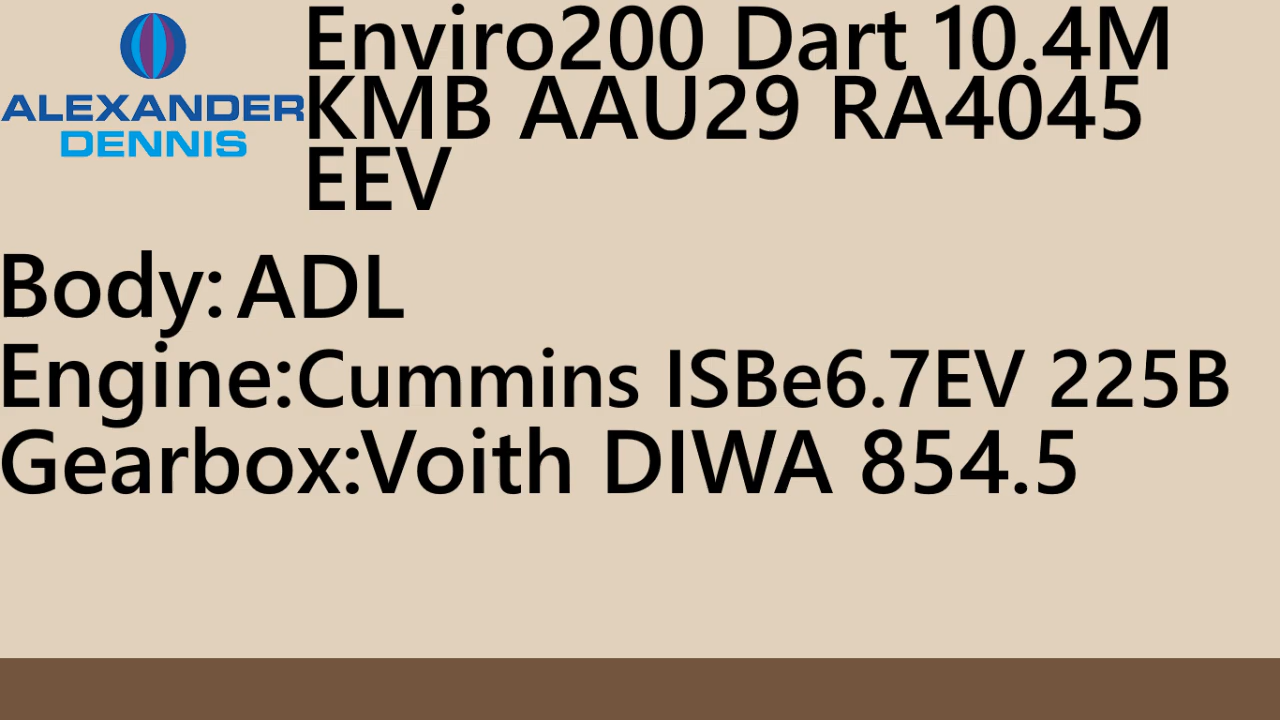 Enviro200 Dart 10.4M
ALEXANDER
DENNIS
KMB AAU29 RA4045
EEV
Body: ADL
Engine:Cummins ISBe6.7EV 225B
Gearbox:Voith DIWA 854.5